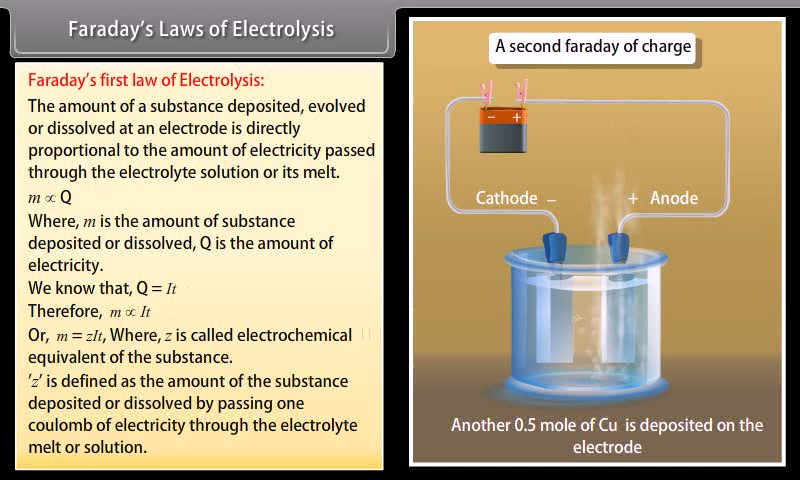 Faraday's Laws of Electrolysis
Faraday's first law of Electrolysis:
The amount of a substance deposited, evolved
or dissolved at an electrode is directly
proportional to the amount of electricity passed
through the electrolyte solution or its melt.
m ∝ Q
Where, m is the amount of substance
deposited or dissolved, Q is the amount of
electricity.
We know that, Q = It
Therefore, m ∝ It
Or, m = zIt, Where, z is called electrochemical
equivalent of the substance.
'z' is defined as the amount of the substance
deposited or dissolved by passing one
coulomb of electricity through the electrolyte
melt or solution.
A second faraday of charge
− +
Cathode − + Anode
Another 0.5 mole of Cu is deposited on the
electrode